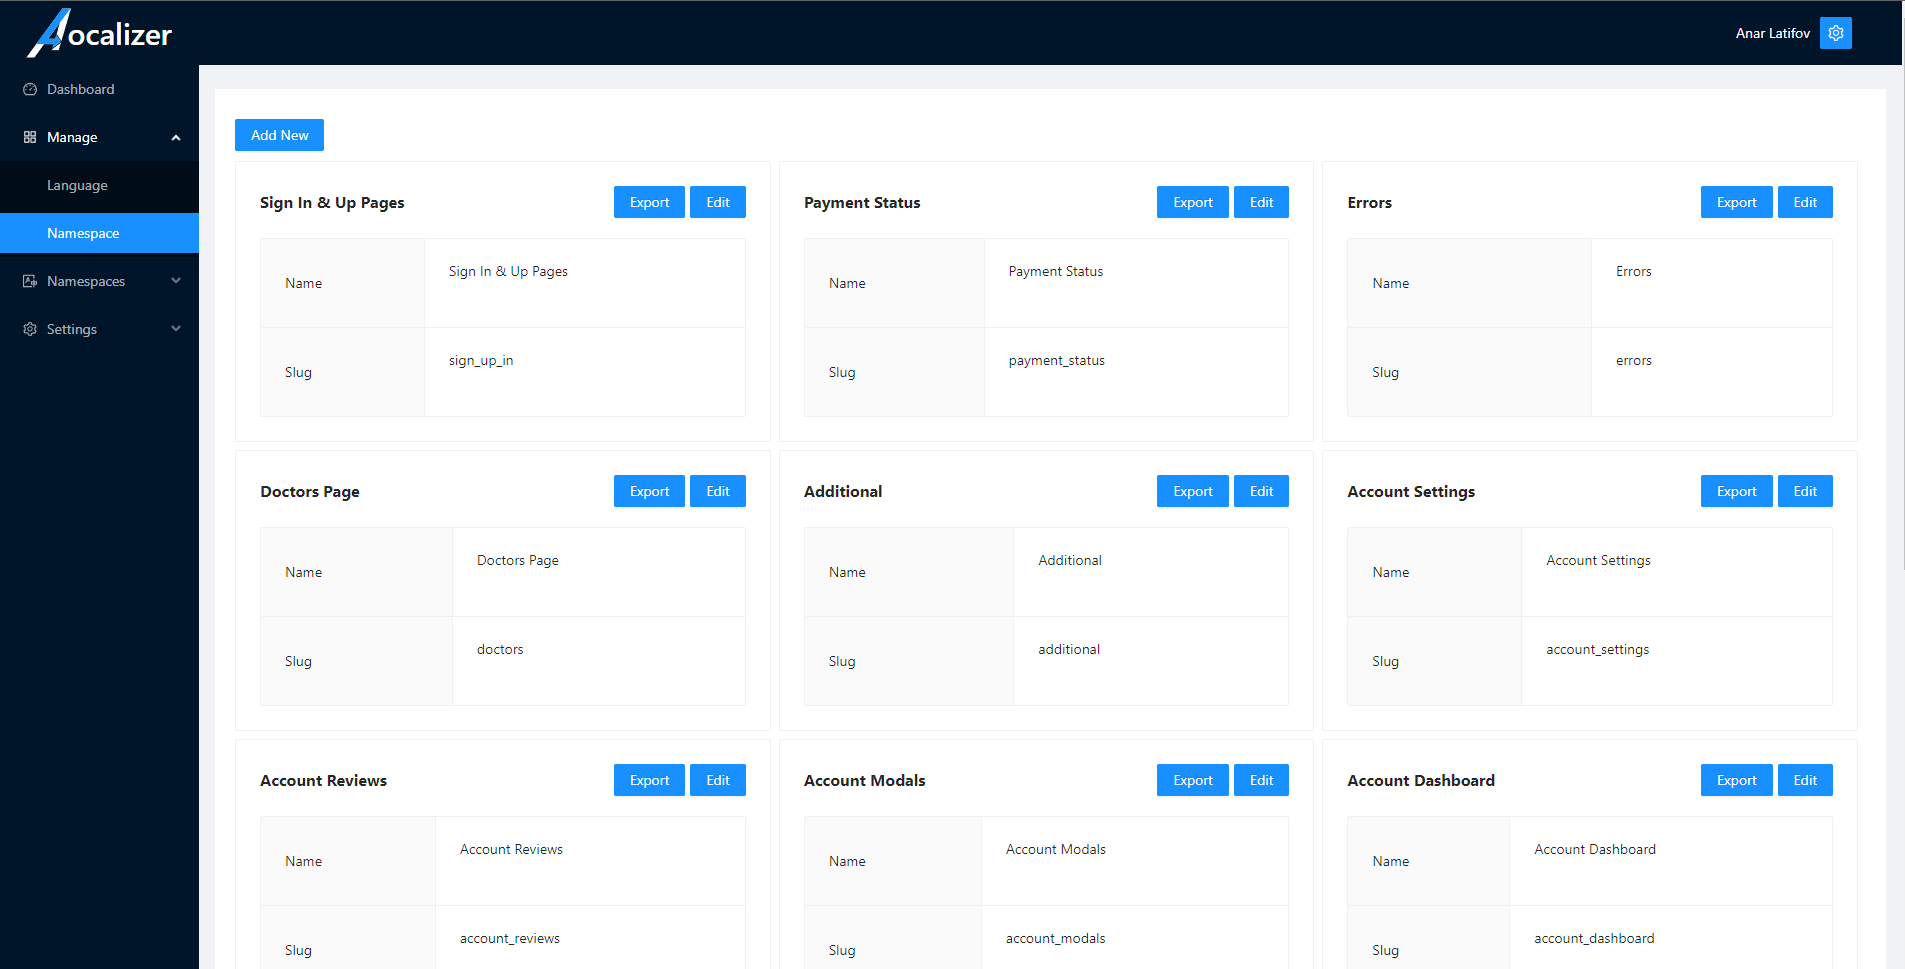 Aocalizer
Anar Latifov
Dashboard
Manage
Language
Namespace
Namespaces
Settings
Add New
Sign In & Up Pages Export Edit
Name Sign In & Up Pages
Slug sign_up_in
Payment Status Export Edit
Name Payment Status
Slug payment_status
Errors Export Edit
Name Errors
Slug errors
Doctors Page Export Edit
Name Doctors Page
Slug doctors
Additional Export Edit
Name Additional
Slug additional
Account Settings Export Edit
Name Account Settings
Slug account_settings
Account Reviews Export Edit
Name Account Reviews
Slug account_reviews
Account Modals Export Edit
Name Account Modals
Slug account_modals
Account Dashboard Export Edit
Name Account Dashboard
Slug account_dashboard